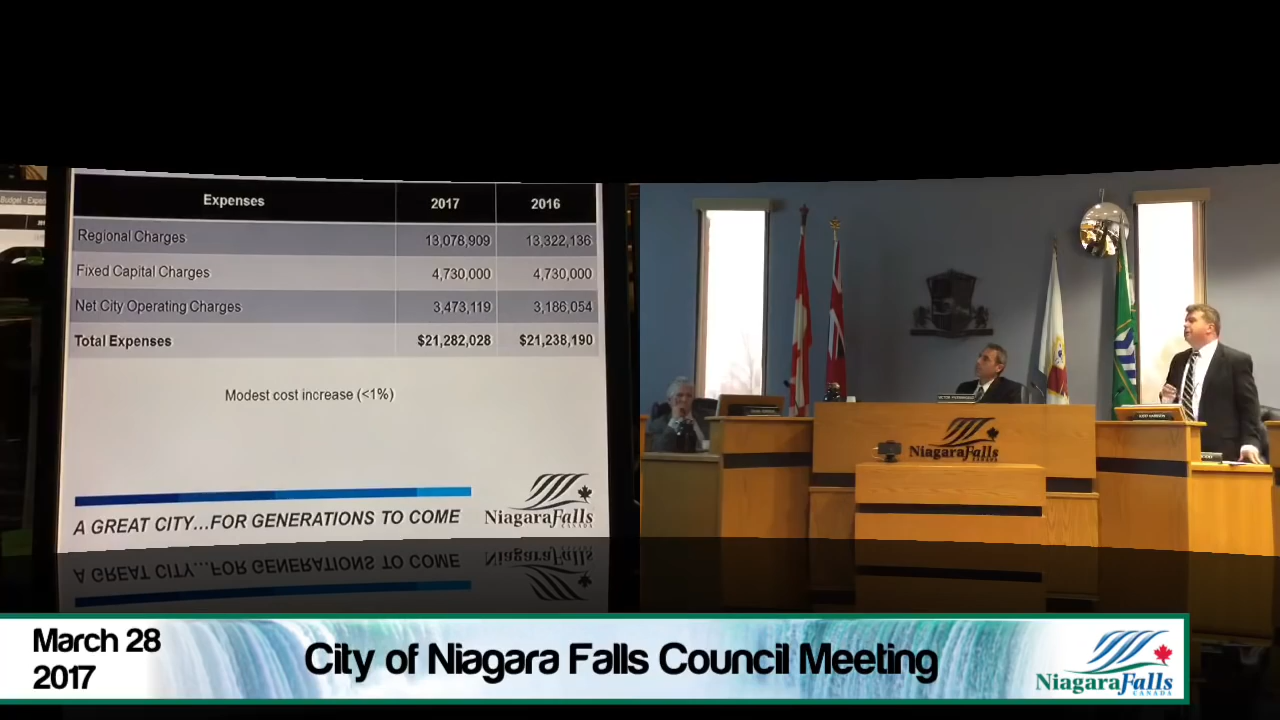 Expenses 2017 2016
Regional Charges 13,078,909 13,322,136
Fixed Capital Charges 4,730,000 4,730,000
Net City Operating Charges 3,473,119 3,186,054
Total Expenses $21,282,028 $21,238,190
Modest cost increase (<1%)
A GREAT CITY...FOR GENERATIONS TO COME
NiagaraFalls
CANADA
NiagaraFalls
CANADA
March 28
2017
City of Niagara Falls Council Meeting
NiagaraFalls
CANADA